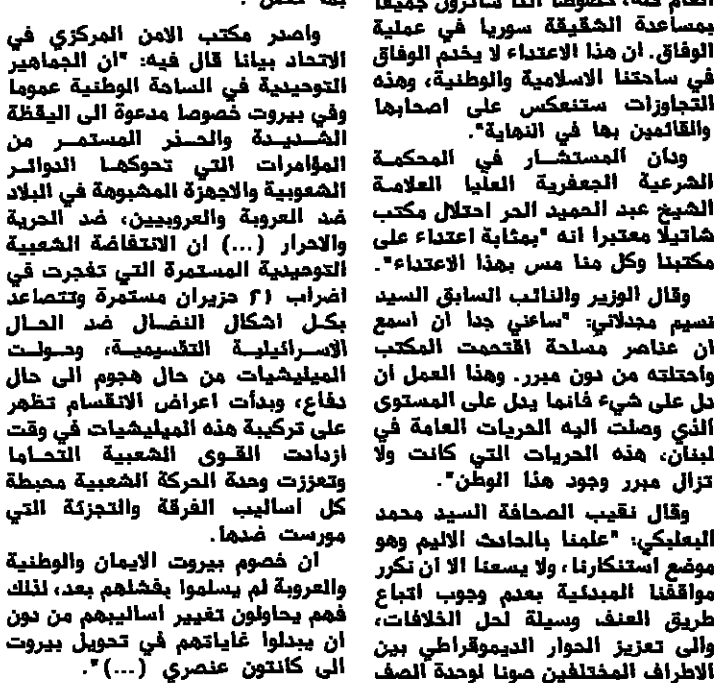 العام كله، خصوصا اننا سائرون جميعا
بمساعدة الشقيقة سوريا في عملية
الوفاق. ان هذا الاعتداء لا يخدم الوفاق
في ساحتنا الاسلامية والوطنية، وهذه
التجاوزات ستنعكس على اصحابها
والقائمين بها في النهاية".
ودان المستشار في المحكمة
الشرعية الجعفرية العليا العلامة
الشيخ عبد الحميد الحر احتلال مكتب
شاتيلا معتبرا انه "بمثابة اعتداء على
مكتبنا وكل منا مس بهذا الاعتداء".
وقال الوزير والنائب السابق السيد
نسيم مجدلاني: "ساءني جدا ان اسمع
ان عناصر مسلحة اقتحمت المكتب
واحتلته من دون مبرر. وهذا العمل ان
دل على شيء فانما يدل على المستوى
الذي وصلت اليه الحريات العامة في
لبنان، هذه الحريات التي كانت ولا
تزال مبرر وجود هذا الوطن".
وقال نقيب الصحافة السيد محمد
البعلبكي: "علمنا بالحادث الاليم وهو
موضع استنكارنا، ولا يسعنا الا ان نكرر
مواقفنا المبدئية بعدم وجوب اتباع
طريق العنف وسيلة لحل الخلافات،
والى تعزيز الحوار الديموقراطي بين
الاطراف المختلفين صونا لوحدة الصف
واصدر مكتب الامن المركزي في
الاتحاد بيانا قال فيه: "ان الجماهير
التوحيدية في الساحة الوطنية عموما
وفي بيروت خصوصا مدعوة الى اليقظة
الشديدة والحذر المستمر من
المؤامرات التي تحوكها الدوائر
الشعوبية والاجهزة المشبوهة في البلاد
ضد العروبة والعروبيين، ضد الحرية
والاحرار (...) ان الانتفاضة الشعبية
التوحيدية المستمرة التي تفجرت في
اضراب ٢١ حزيران مستمرة وتتصاعد
بكل اشكال النضال ضد الحال
الاسرائيلية التقسيمية، وحولت
الميليشيات من حال هجوم الى حال
دفاع، وبدأت اعراض الانقسام تظهر
على تركيبة هذه الميليشيات في وقت
ازدادت القوى الشعبية التحاما
وتعززت وحدة الحركة الشعبية محبطة
كل اساليب الفرقة والتجزئة التي
مورست ضدها.
ان خصوم بيروت الايمان والوطنية
والعروبة لم يسلموا بفشلهم بعد، لذلك
فهم يحاولون تغيير اساليبهم من دون
ان يبدلوا غاياتهم في تحويل بيروت
الى كانتون عنصري (...)".